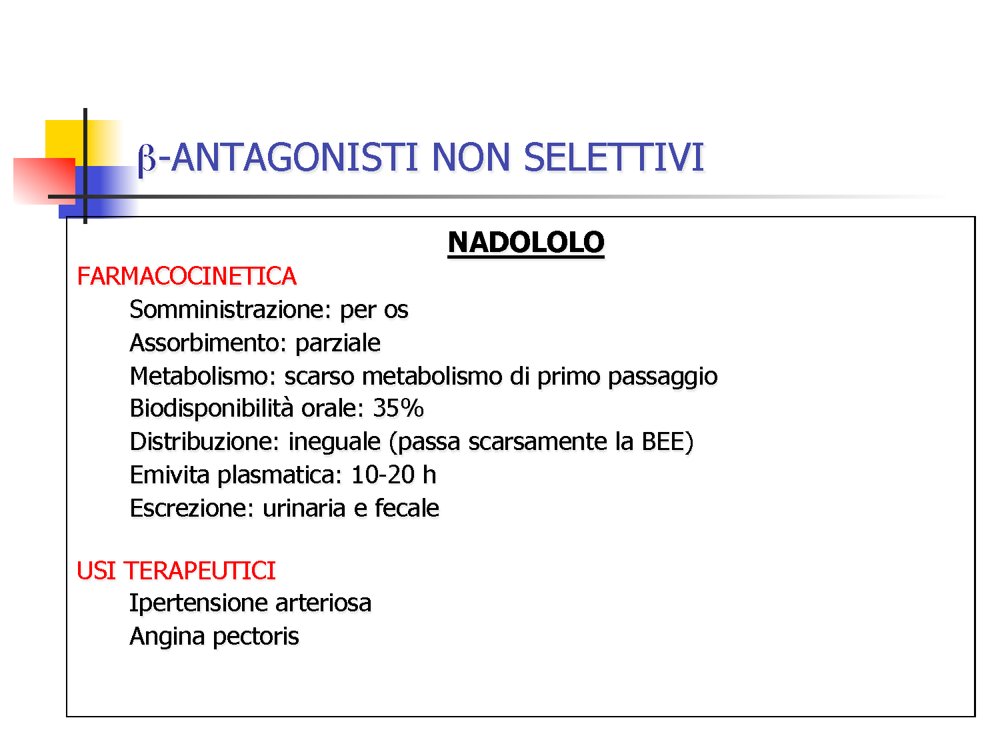 β-ANTAGONISTI NON SELETTIVI
NADOLOLO
FARMACOCINETICA
Somministrazione: per os
Assorbimento: parziale
Metabolismo: scarso metabolismo di primo passaggio
Biodisponibilità orale: 35%
Distribuzione: ineguale (passa scarsamente la BEE)
Emivita plasmatica: 10-20 h
Escrezione: urinaria e fecale
USI TERAPEUTICI
Ipertensione arteriosa
Angina pectoris